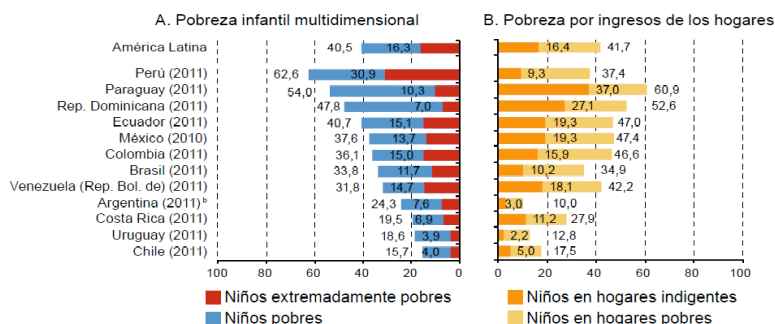 A. Pobreza infantil multidimensional
B. Pobreza por ingresos de los hogares
América Latina 40,5 16,3 16,4 41,7
Perú (2011) 62,6 30,9 9,3 37,4
Paraguay (2011) 54,0 10,3 37,0 60,9
Rep. Dominicana (2011) 47,8 7,0 27,1 52,6
Ecuador (2011) 40,7 15,1 19,3 47,0
México (2010) 37,6 13,7 19,3 47,4
Colombia (2011) 36,1 15,0 15,9 46,6
Brasil (2011) 33,8 11,7 10,2 34,9
Venezuela (Rep. Bol. de) (2011) 31,8 14,7 18,1 42,2
Argentina (2011) b 24,3 7,6 3,0 10,0
Costa Rica (2011) 19,5 6,9 11,2 27,9
Uruguay (2011) 18,6 3,9 2,2 12,8
Chile (2011) 15,7 4,0 5,0 17,5
100 80 60 40 20 0 0 20 40 60 80 100
Niños extremadamente pobres
Niños pobres
Niños en hogares indigentes
Niños en hogares pobres